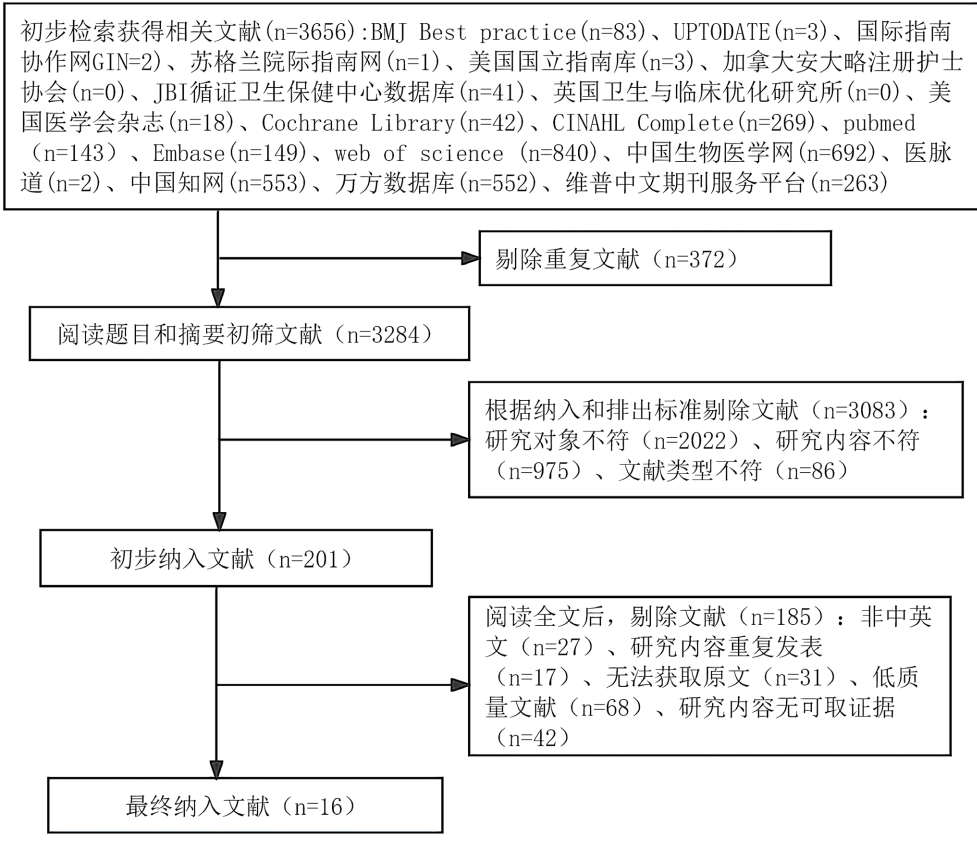 初步检索获得相关文献(n=3656):BMJ Best practice(n=83)、UPTODATE(n=3)、国际指南
协作网GIN=2)、苏格兰院际指南网(n=1)、美国国立指南库(n=3)、加拿大安大略注册护士
协会(n=0)、JBI循证卫生保健中心数据库(n=41)、英国卫生与临床优化研究所(n=0)、美
国医学会杂志(n=18)、Cochrane Library(n=42)、CINAHL Complete(n=269)、pubmed
（n=143）、Embase(n=149)、web of science (n=840)、中国生物医学网(n=692)、医脉
道(n=2)、中国知网(n=553)、万方数据库(n=552)、维普中文期刊服务平台(n=263)
剔除重复文献（n=372）
阅读题目和摘要初筛文献（n=3284）
根据纳入和排出标准剔除文献（n=3083）：
研究对象不符（n=2022）、研究内容不符
（n=975）、文献类型不符（n=86）
初步纳入文献（n=201）
阅读全文后，剔除文献（n=185）：非中英
文（n=27）、研究内容重复发表
（n=17）、无法获取原文（n=31）、低质
量文献（n=68）、研究内容无可取证据
（n=42）
最终纳入文献（n=16）